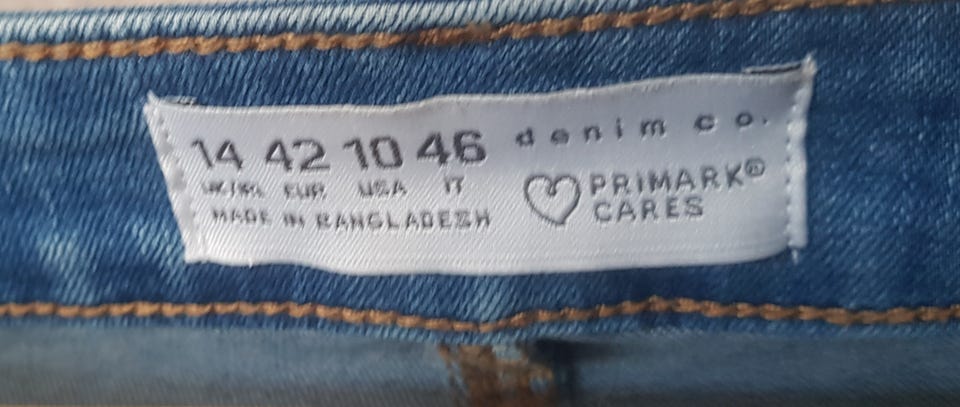 14 42 10 46
UK/IRL EUR USA IT
MADE IN BANGLADESH
denim co.
PRIMARK®
CARES